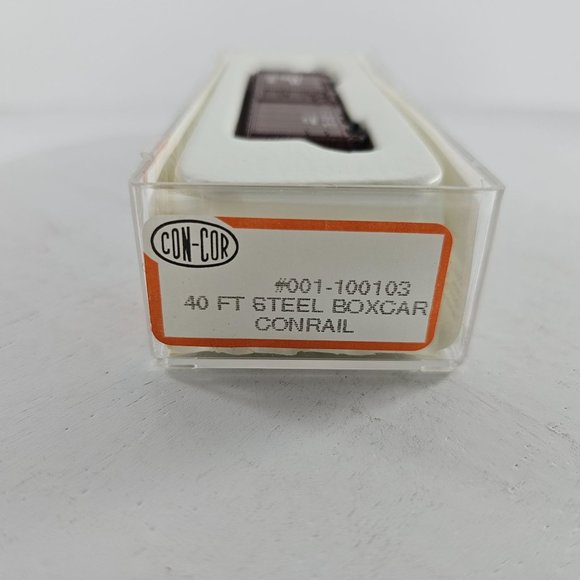 CON-COR
#001-100103
40 FT STEEL BOXCAR
CONRAIL